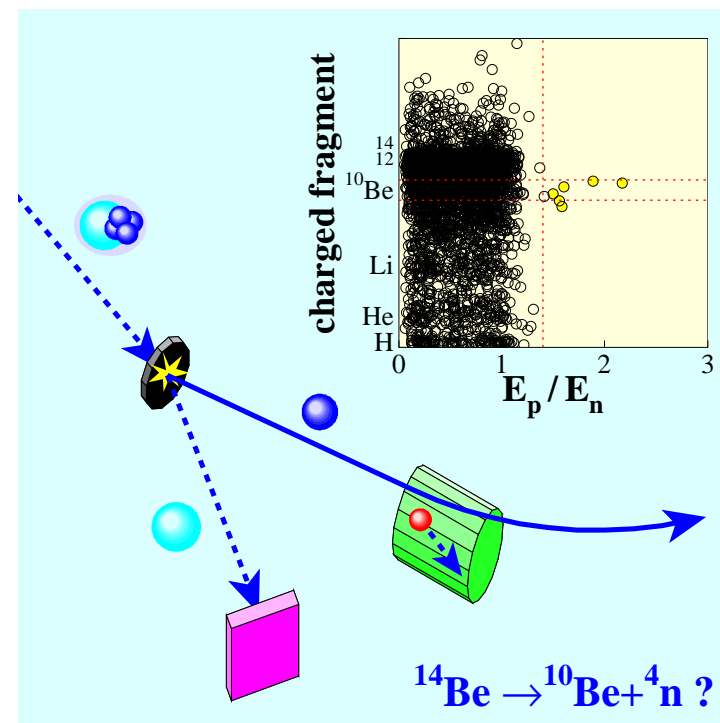 charged fragment
14
12
10Be
Li
He
H
0 1 2 3
Ep / En
14Be → 10Be+4n ?